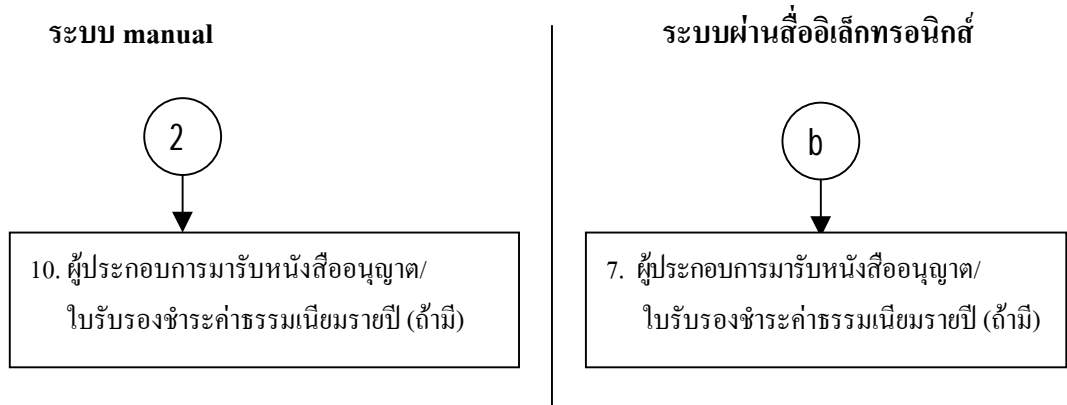 ระบบ manual
2
10. ผู้ประกอบการมารับหนังสืออนุญาต/
ใบรับรองชำระค่าธรรมเนียมรายปี (ถ้ามี)
ระบบผ่านสื่ออิเล็กทรอนิกส์
b
7. ผู้ประกอบการมารับหนังสืออนุญาต/
ใบรับรองชำระค่าธรรมเนียมรายปี (ถ้ามี)